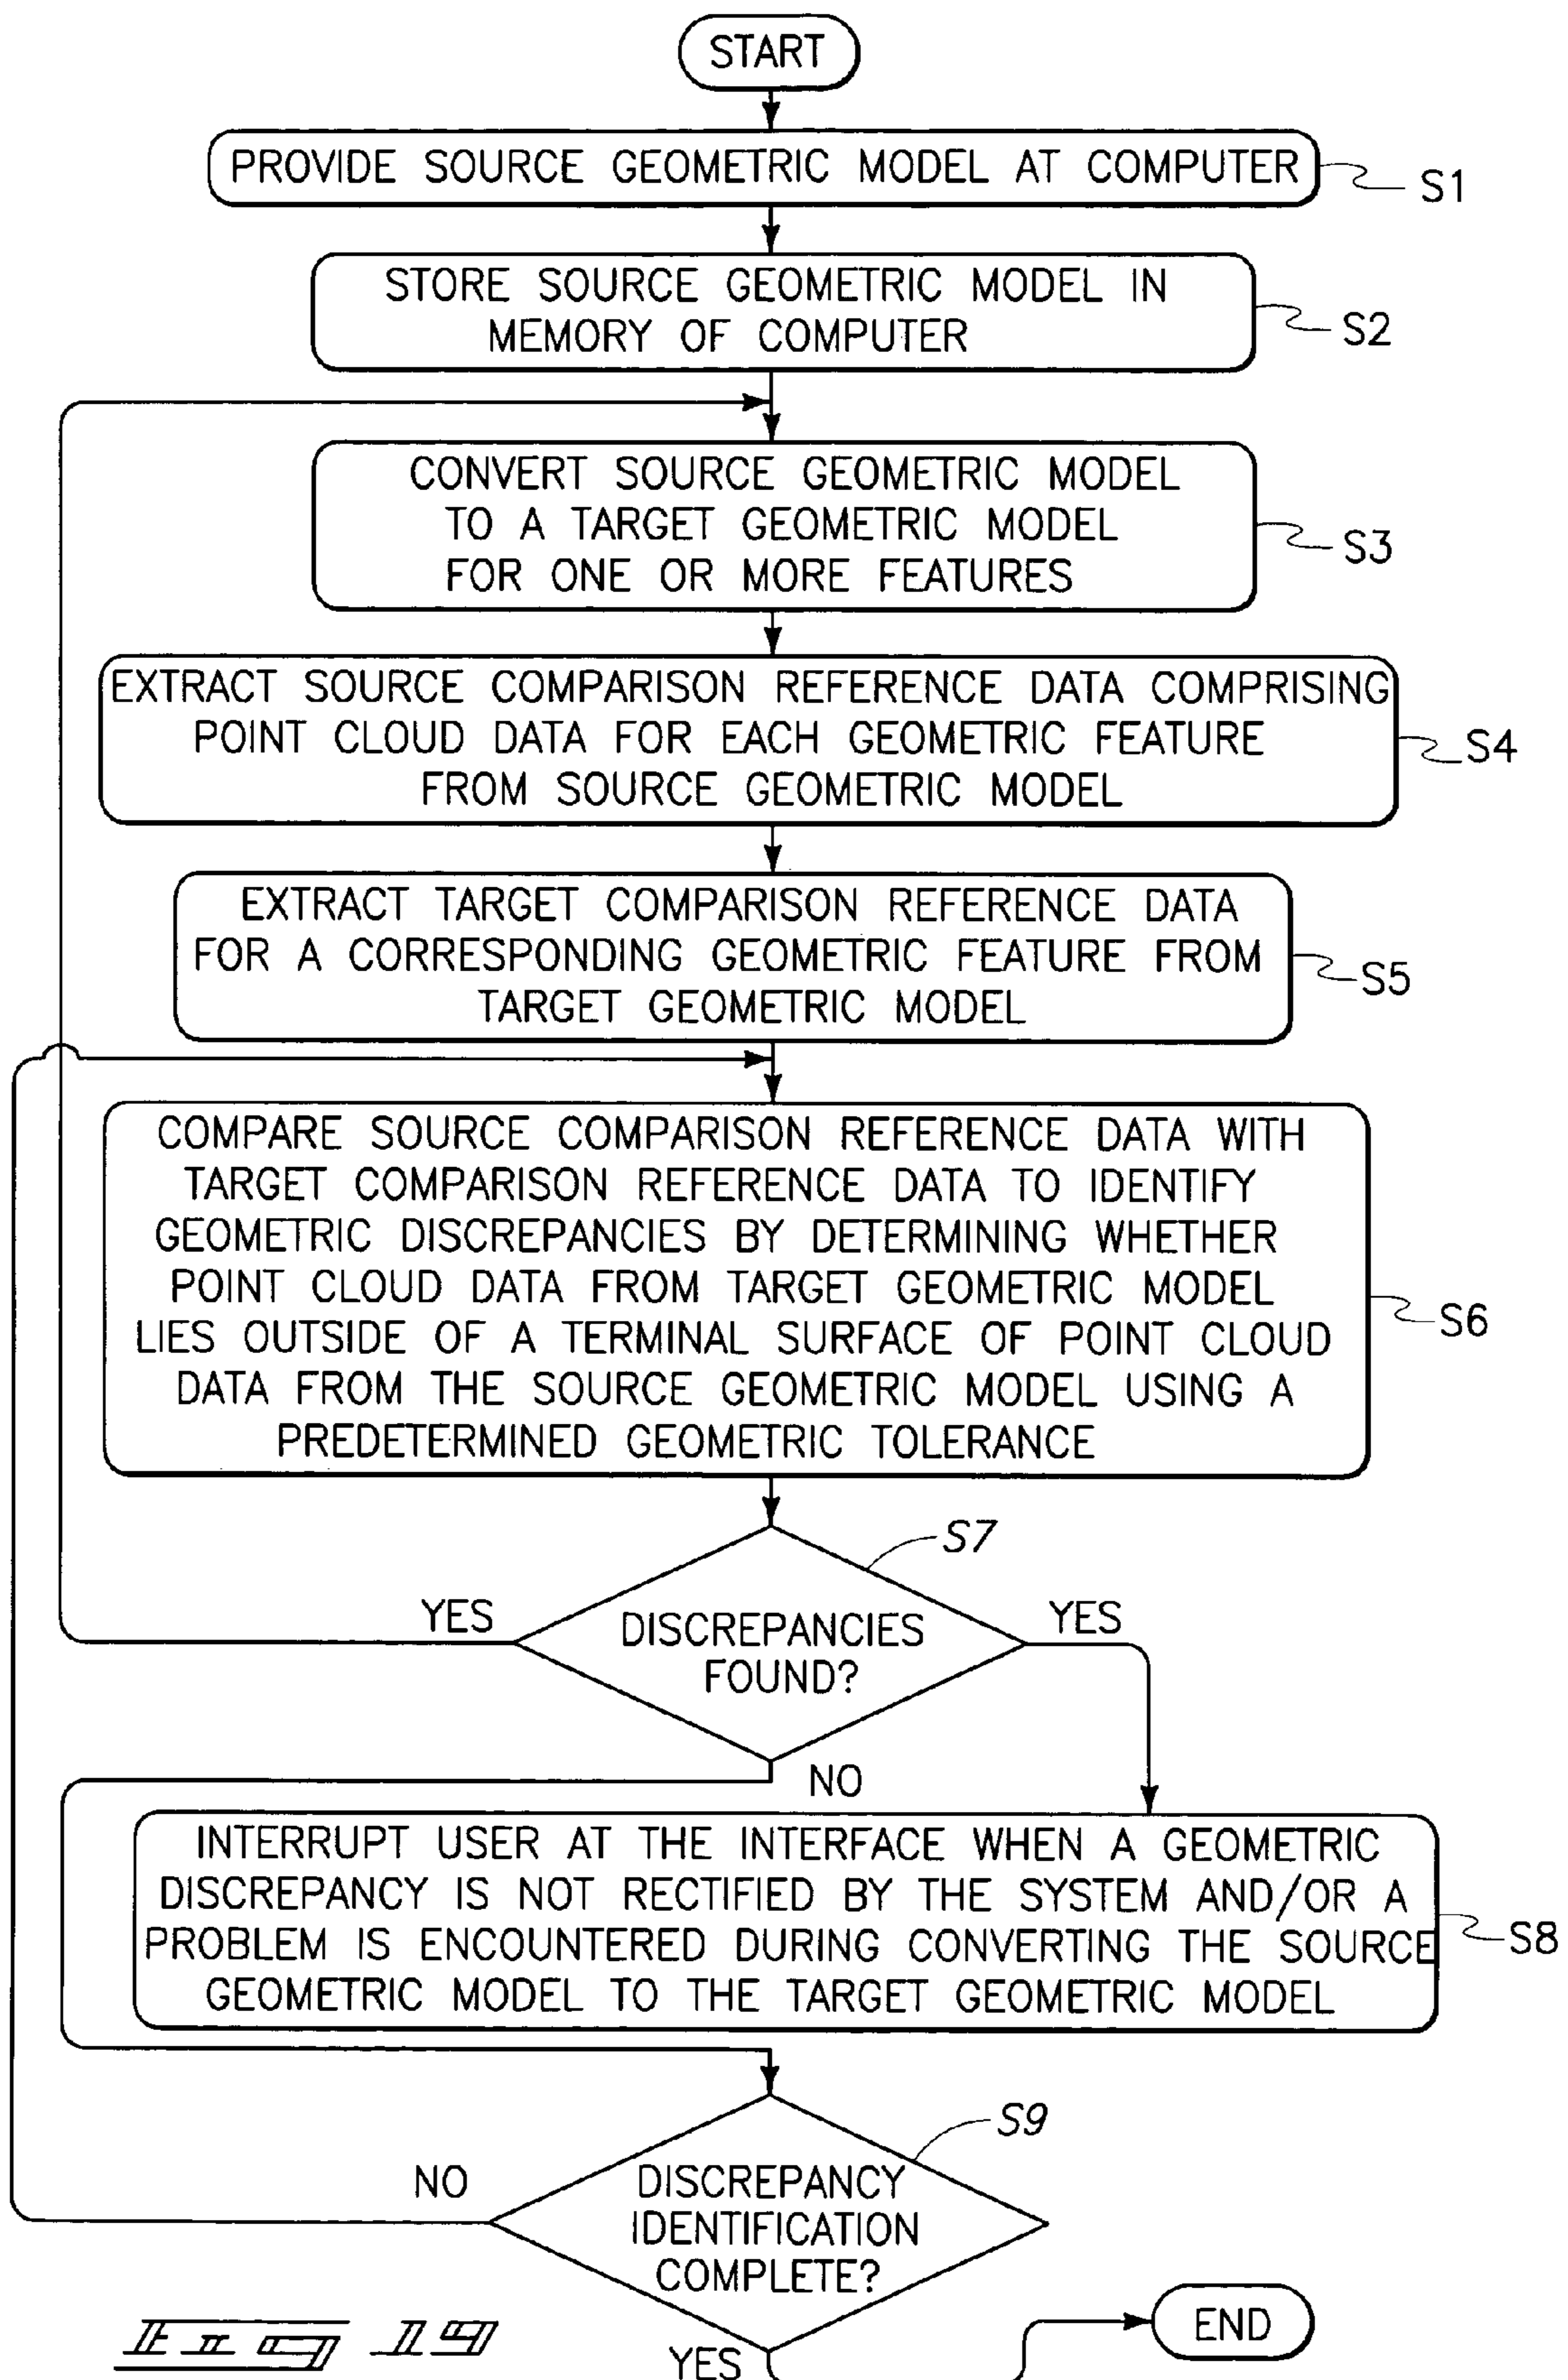 START
PROVIDE SOURCE GEOMETRIC MODEL AT COMPUTER
S1
STORE SOURCE GEOMETRIC MODEL IN
MEMORY OF COMPUTER
S2
CONVERT SOURCE GEOMETRIC MODEL
TO A TARGET GEOMETRIC MODEL
FOR ONE OR MORE FEATURES
S3
EXTRACT SOURCE COMPARISON REFERENCE DATA COMPRISING
POINT CLOUD DATA FOR EACH GEOMETRIC FEATURE
FROM SOURCE GEOMETRIC MODEL
S4
EXTRACT TARGET COMPARISON REFERENCE DATA
FOR A CORRESPONDING GEOMETRIC FEATURE FROM
TARGET GEOMETRIC MODEL
S5
COMPARE SOURCE COMPARISON REFERENCE DATA WITH
TARGET COMPARISON REFERENCE DATA TO IDENTIFY
GEOMETRIC DISCREPANCIES BY DETERMINING WHETHER
POINT CLOUD DATA FROM TARGET GEOMETRIC MODEL
LIES OUTSIDE OF A TERMINAL SURFACE OF POINT CLOUD
DATA FROM THE SOURCE GEOMETRIC MODEL USING A
PREDETERMINED GEOMETRIC TOLERANCE
S6
S7
YES
DISCREPANCIES
FOUND?
YES
NO
INTERRUPT USER AT THE INTERFACE WHEN A GEOMETRIC
DISCREPANCY IS NOT RECTIFIED BY THE SYSTEM AND/OR A
PROBLEM IS ENCOUNTERED DURING CONVERTING THE SOURCE
GEOMETRIC MODEL TO THE TARGET GEOMETRIC MODEL
S8
S9
NO
DISCREPANCY
IDENTIFICATION
COMPLETE?
YES
END
Fig 19